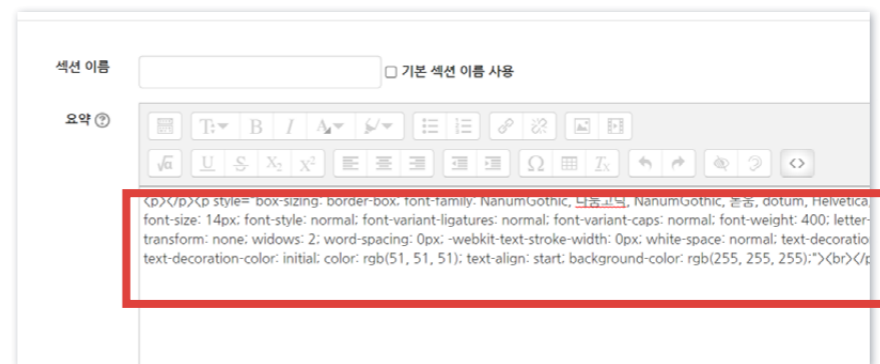 섹션 이름
기본 섹션 이름 사용
요약
<p></p><p style="box-sizing: border-box; font-family: NanumGothic, 나눔고딕, NanumGothic, 돋움, dotum, Helvetica,
font-size: 14px; font-style: normal; font-variant-ligatures: normal; font-variant-caps: normal; font-weight: 400; letter-
transform: none; widows: 2; word-spacing: 0px; -webkit-text-stroke-width: 0px; white-space: normal; text-decoratio
text-decoration-color: initial; color: rgb(51, 51, 51); text-align: start; background-color: rgb(255, 255, 255);"><br></p